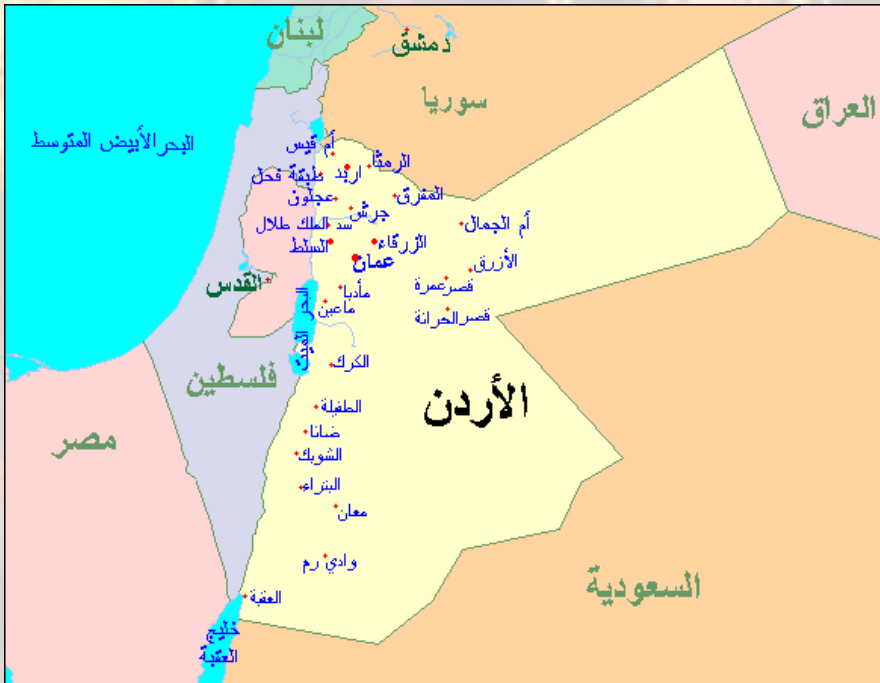 لبنان
دمشق
سوريا
العراق
البحر الأبيض المتوسط
أم قيس
الرمثا
اربد
طبقة فحل
المفرق
عجلون
جرش
أم الجمال
سد الملك طلال
السلط
الزرقاء
عمان
الأزرق
القدس
قصر عمرة
مأدبا
ماعين
قصر الحرانة
البحر الميت
الكرك
فلسطين
الأردن
الطفيلة
ضانا
مصر
الشوبك
البتراء
معان
وادي رم
السعودية
العقبة
خليج
العقبة